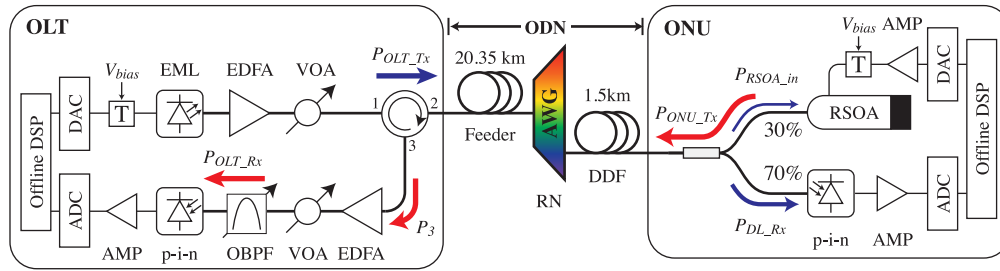 OLT
ODN
ONU
V_bias
EML
EDFA
VOA
P_OLT_Tx
20.35 km
V_bias
AMP
Offline DSP
DAC
T
1
2
3
Feeder
AWG
1.5km
DDF
RN
P_RSOA_in
P_ONU_Tx
30%
70%
RSOA
T
DAC
Offline DSP
P_OLT_Rx
P_3
ADC
AMP
p-i-n
OBPF
VOA
EDFA
P_DL_Rx
p-i-n
AMP
ADC